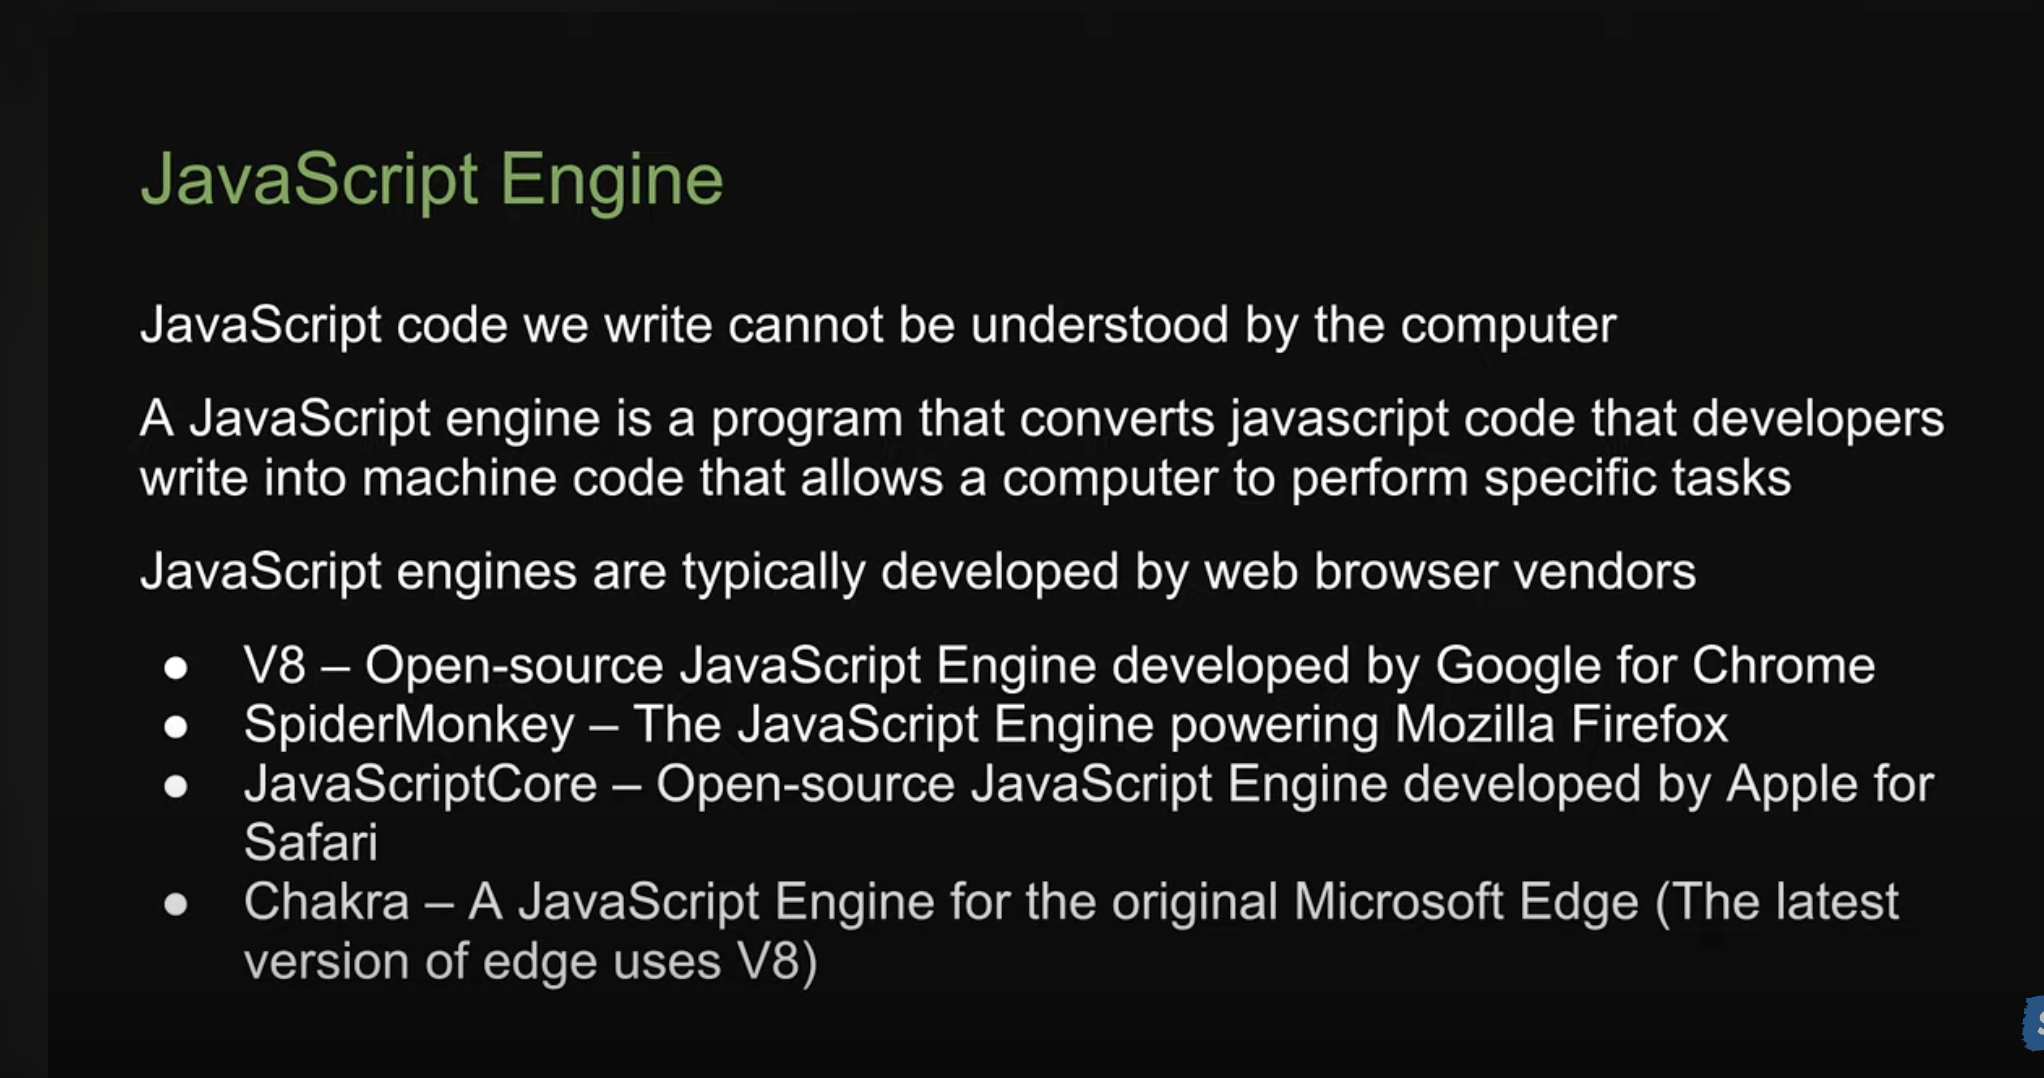 JavaScript Engine
JavaScript code we write cannot be understood by the computer
A JavaScript engine is a program that converts javascript code that developers
write into machine code that allows a computer to perform specific tasks
JavaScript engines are typically developed by web browser vendors
● V8 – Open-source JavaScript Engine developed by Google for Chrome
● SpiderMonkey – The JavaScript Engine powering Mozilla Firefox
● JavaScriptCore – Open-source JavaScript Engine developed by Apple for
Safari
● Chakra – A JavaScript Engine for the original Microsoft Edge (The latest
version of edge uses V8)